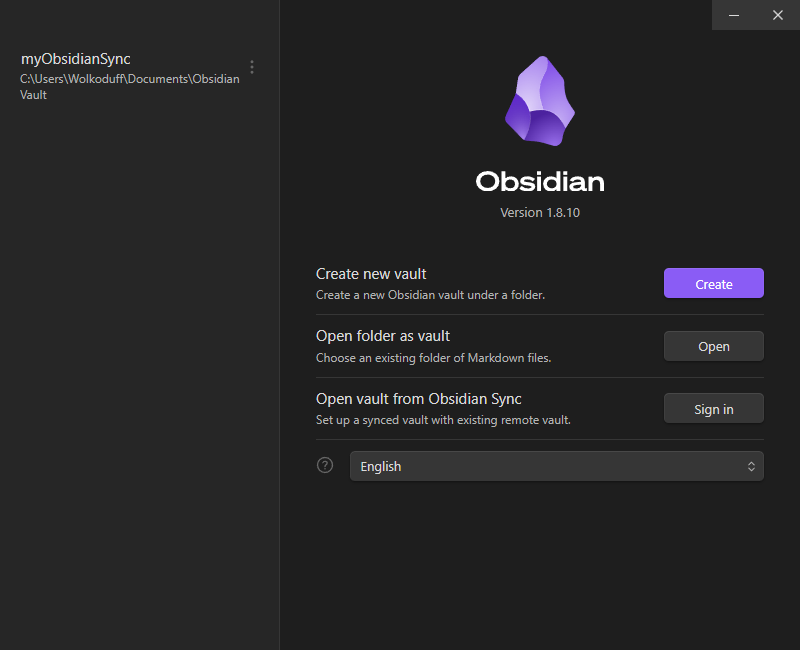 myObsidianSync
C:\Users\Wolkoduff\Documents\Obsidian
Vault
Obsidian
Version 1.8.10
Create new vault
Create a new Obsidian vault under a folder.
Create
Open folder as vault
Choose an existing folder of Markdown files.
Open
Open vault from Obsidian Sync
Set up a synced vault with existing remote vault.
Sign in
?
English